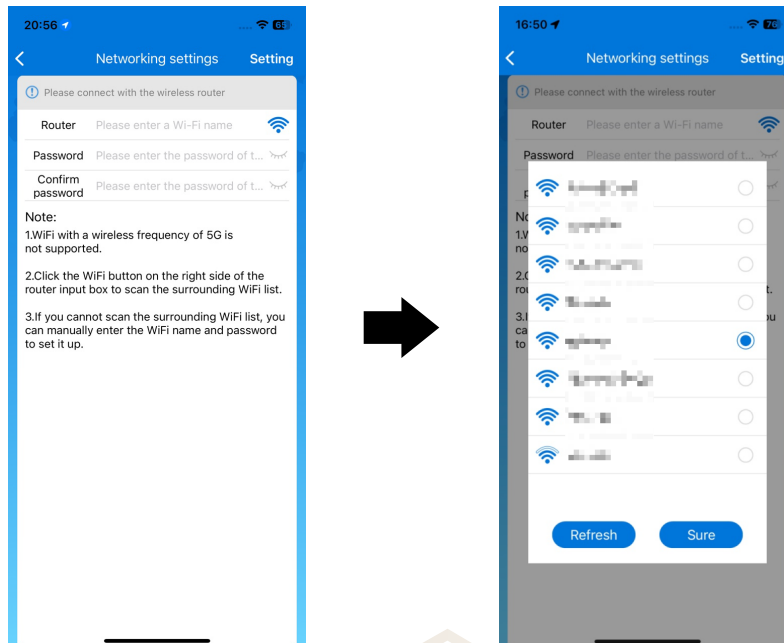 20:56
Networking settings
Setting
Please connect with the wireless router
Router
Please enter a Wi-Fi name
Password
Please enter the password of t...
Confirm
password
Please enter the password of t...
Note:
1.WiFi with a wireless frequency of 5G is
not supported.
2.Click the WiFi button on the right side of the
router input box to scan the surrounding WiFi list.
3.If you cannot scan the surrounding WiFi list, you
can manually enter the WiFi name and password
to set it up.
16:50
Networking settings
Setting
Please connect with the wireless router
Router
Please enter a Wi-Fi name
Password
Please enter the password of t...
Refresh
Sure